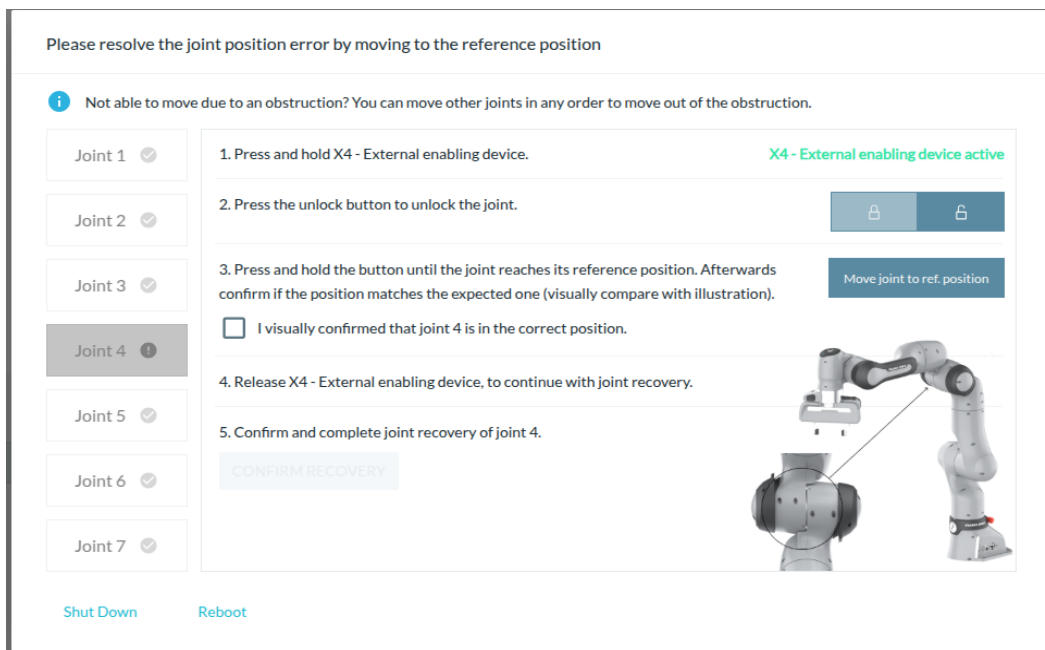 Please resolve the joint position error by moving to the reference position
Not able to move due to an obstruction? You can move other joints in any order to move out of the obstruction.
Joint 1
Joint 2
Joint 3
Joint 4
Joint 5
Joint 6
Joint 7
1. Press and hold X4 - External enabling device.
X4 - External enabling device active
2. Press the unlock button to unlock the joint.
3. Press and hold the button until the joint reaches its reference position. Afterwards
confirm if the position matches the expected one (visually compare with illustration).
Move joint to ref. position
I visually confirmed that joint 4 is in the correct position.
4. Release X4 - External enabling device, to continue with joint recovery.
5. Confirm and complete joint recovery of joint 4.
CONFIRM RECOVERY
Shut Down
Reboot